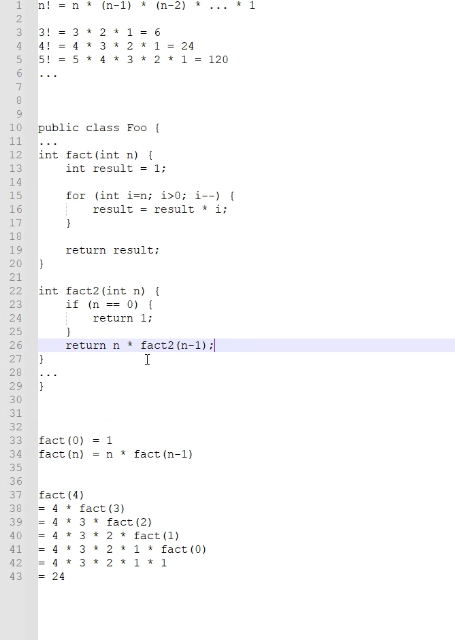 1 n! = n * (n-1) * (n-2) * ... * 1
2
3 3! = 3 * 2 * 1 = 6
4 4! = 4 * 3 * 2 * 1 = 24
5 5! = 5 * 4 * 3 * 2 * 1 = 120
6 ...
7
8
9
10 public class Foo {
11 ...
12 int fact(int n) {
13     int result = 1;
14
15     for (int i=n; i>0; i--) {
16         result = result * i;
17     }
18
19     return result;
20 }
21
22 int fact2(int n) {
23     if (n == 0) {
24         return 1;
25     }
26     return n * fact2(n-1);
27 }
28 ...
29 }
30
31
32
33 fact(0) = 1
34 fact(n) = n * fact(n-1)
35
36
37 fact(4)
38 = 4 * fact(3)
39 = 4 * 3 * fact(2)
40 = 4 * 3 * 2 * fact(1)
41 = 4 * 3 * 2 * 1 * fact(0)
42 = 4 * 3 * 2 * 1 * 1
43 = 24